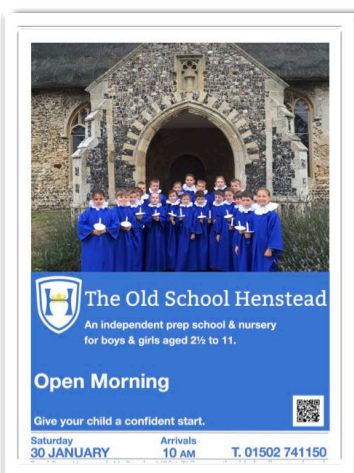 The Old School Henstead
An independent prep school & nursery
for boys & girls aged 2½ to 11.
Open Morning
Give your child a confident start.
Saturday
30 JANUARY
Arrivals
10 AM
T. 01502 741150